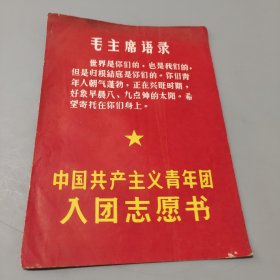 毛主席语录
世界是你们的，也是我们的，
但是归根结底是你们的。你们青
年人朝气蓬勃，正在兴旺时期，
好象早晨八、九点钟的太阳。希
望寄托在你们身上。
中国共产主义青年团
入团志愿书